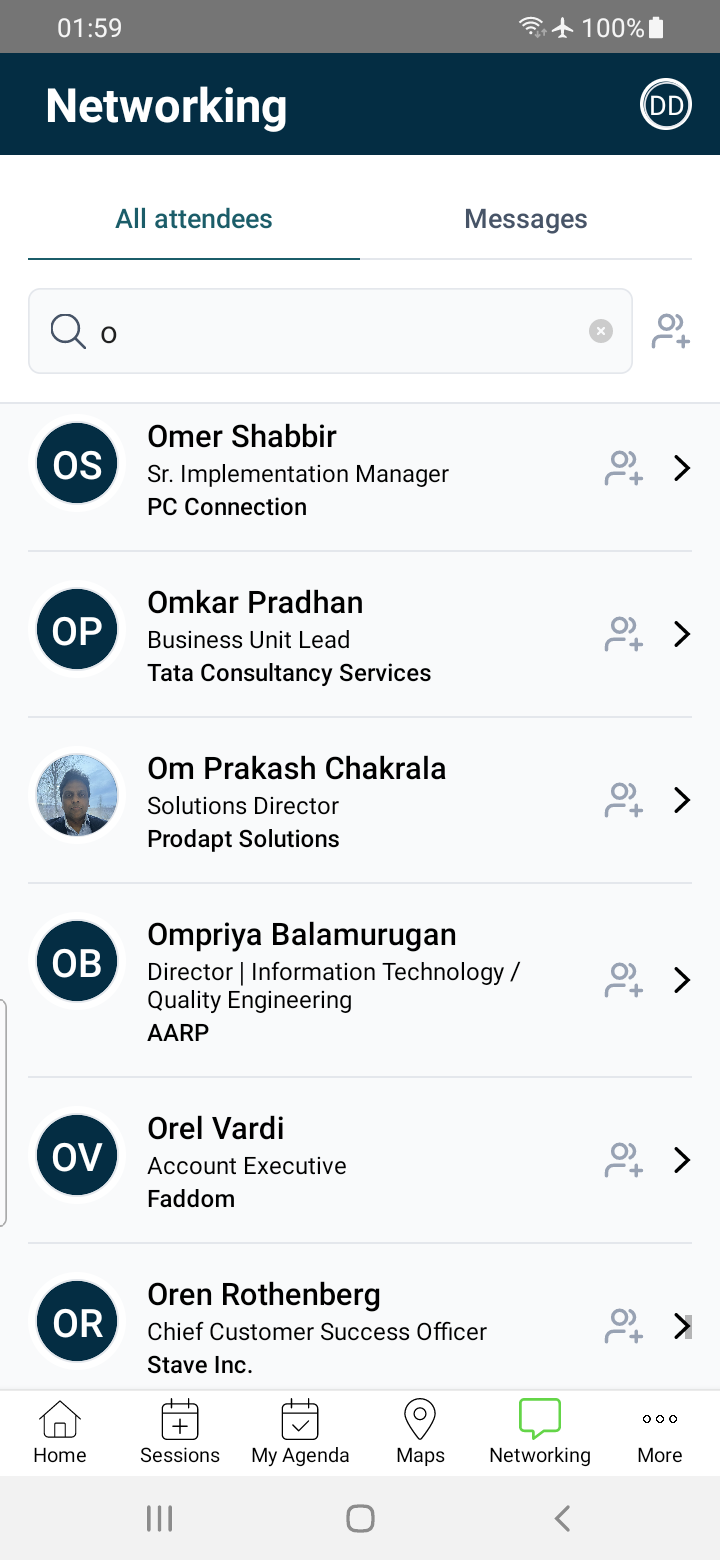 01:59
100%
Networking
DD
All attendees
Messages
o
OS
Omer Shabbir
Sr. Implementation Manager
PC Connection
OP
Omkar Pradhan
Business Unit Lead
Tata Consultancy Services
Om Prakash Chakrala
Solutions Director
Prodapt Solutions
OB
Ompriya Balamurugan
Director | Information Technology /
Quality Engineering
AARP
OV
Orel Vardi
Account Executive
Faddom
OR
Oren Rothenberg
Chief Customer Success Officer
Stave Inc.
Home
Sessions
My Agenda
Maps
Networking
More